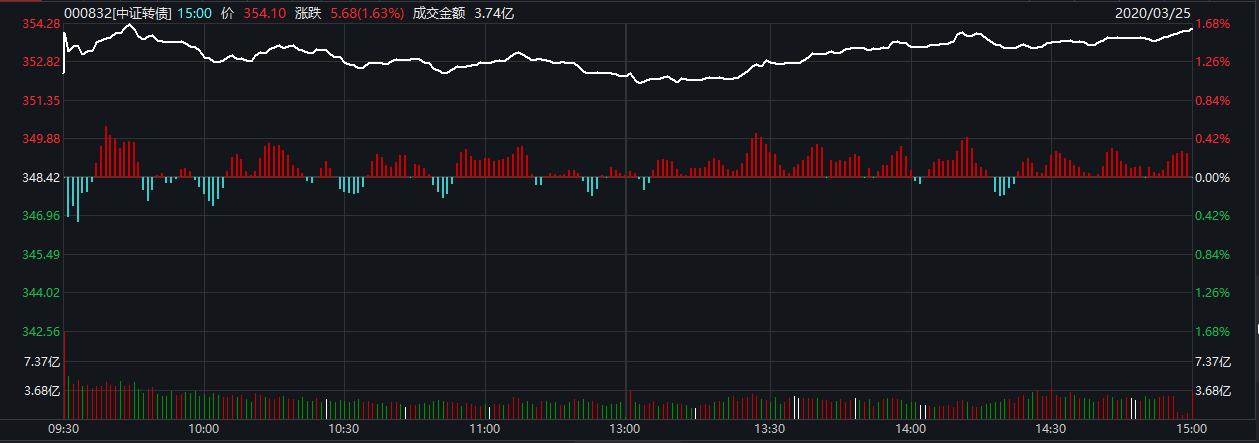 000832[中证转债] 15:00 价 354.10 涨跌 5.68(1.63%) 成交金额 3.74亿 2020/03/25
354.28 1.68%
352.82 1.26%
351.35 0.84%
349.88 0.42%
348.42 0.00%
346.96 0.42%
345.49 0.84%
344.02 1.26%
342.56 1.68%
7.37亿 7.37亿
3.68亿 3.68亿
09:30 10:00 10:30 11:00 13:00 13:30 14:00 14:30 15:00